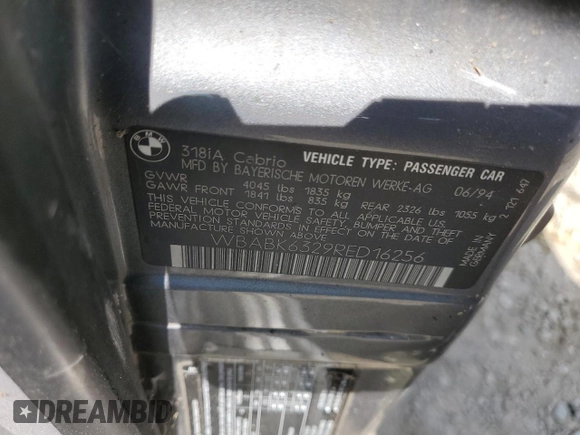 BMW
318iA Cabrio VEHICLE TYPE: PASSENGER CAR
MFD BY BAYERISCHE MOTOREN WERKE-AG 06/94
GVWR 4045 lbs 1835 kg
GAWR FRONT 1841 lbs 835 kg REAR 2326 lbs 1055 kg
THIS VEHICLE CONFORMS TO ALL APPLICABLE
FEDERAL MOTOR VEHICLE SAFETY, BUMPER AND THEFT
PREVENTION STANDARDS IN EFFECT ON THE DATE OF
MANUFACTURE SHOWN ABOVE.
WBABK6329RED16256
MADE IN
GERMANY
2 121 647
DREAMBID